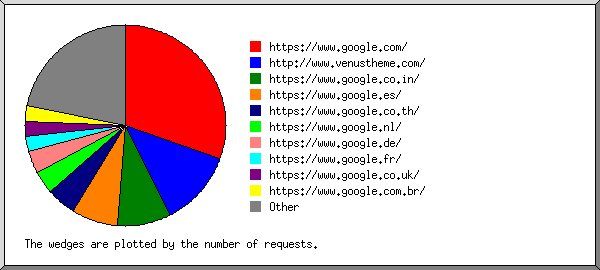 https://www.google.com/
http://www.venustheme.com/
https://www.google.co.in/
https://www.google.es/
https://www.google.co.th/
https://www.google.nl/
https://www.google.de/
https://www.google.fr/
https://www.google.co.uk/
https://www.google.com.br/
Other
The wedges are plotted by the number of requests.